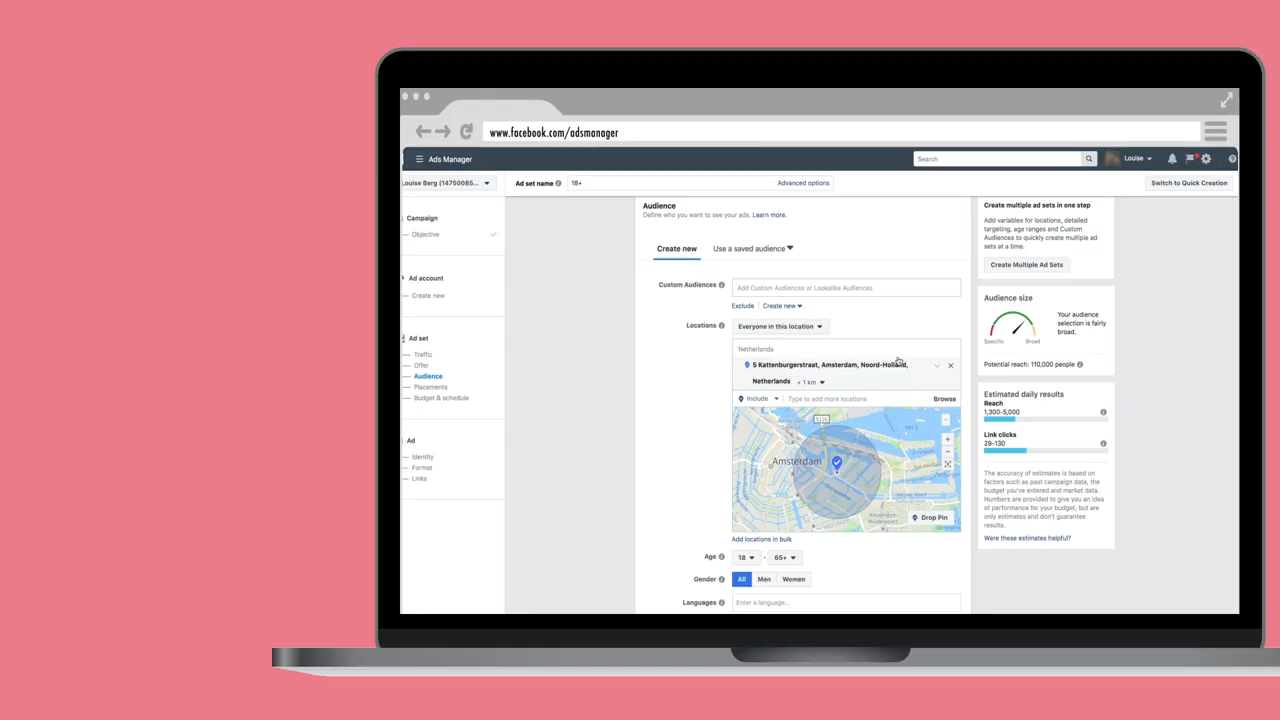 www.facebook.com/adsmanager
Ads Manager
Search
Louise
Louise Berg (14750085...
Ad set name
18+
Advanced options
Switch to Quick Creation
Campaign
Objective
Ad account
Create new
Ad set
Traffic
Offer
Audience
Placements
Budget & schedule
Ad
Identity
Format
Links
Audience
Define who you want to see your ads. Learn more.
Create new
Use a saved audience
Custom Audiences
Add Custom Audiences or Lookalike Audiences
Exclude | Create new
Locations
Everyone in this location
Netherlands
5 Kattenburgerstraat, Amsterdam, Noord-Holland,
Netherlands + 1 km
Include
Type to add more locations
Browse
S126
Amsterdam
Drop Pin
Add locations in bulk
Age
18 - 65+
Gender
All Men Women
Languages
Enter a language...
Create multiple ad sets in one step
Add variables for locations, detailed
targeting, age ranges and Custom
Audiences to quickly create multiple ad
sets at a time.
Create Multiple Ad Sets
Audience size
Specific
Broad
Your audience
selection is fairly
broad.
Potential reach: 110,000 people
Estimated daily results
Reach
1,300-5,000
Link clicks
29-130
The accuracy of estimates is based on
factors such as past campaign data, the
budget you've entered and market data.
Numbers are provided to give you an idea
of performance for your budget, but are
only estimates and don't guarantee
results.
Were these estimates helpful?